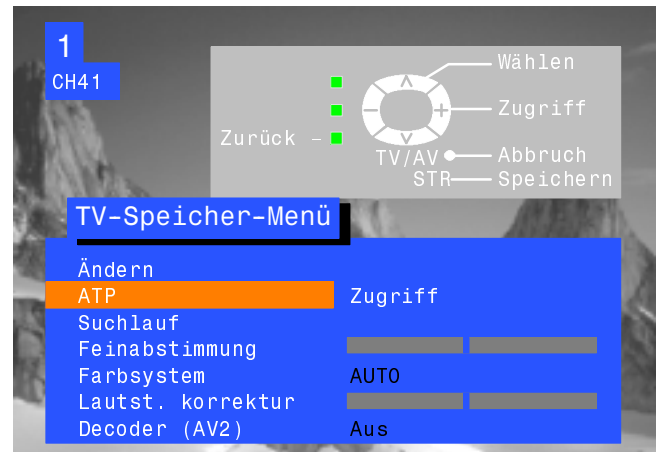 1
CH41
Wählen
Zugriff
Zurück
TV/AV Abbruch
STR Speichern
TV-Speicher-Menü
Ändern
ATP Zugriff
Suchlauf
Feinabstimmung
Farbsystem AUTO
Lautst. korrektur
Decoder (AV2) Aus